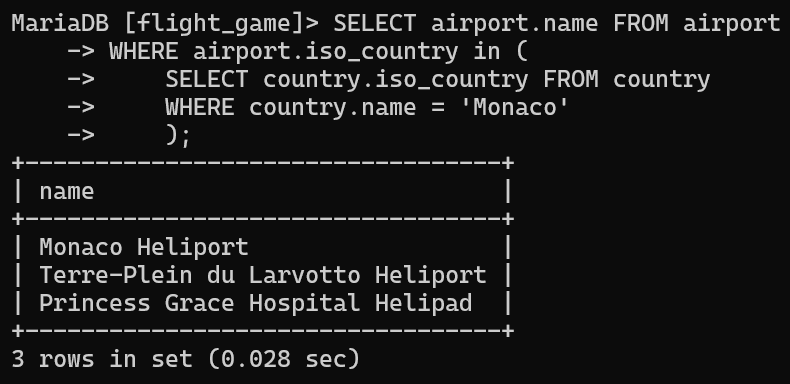 MariaDB [flight_game]> SELECT airport.name FROM airport
    -> WHERE airport.iso_country in (
    ->     SELECT country.iso_country FROM country
    ->     WHERE country.name = 'Monaco'
    ->     );
+----------------------------------+
| name                             |
+----------------------------------+
| Monaco Heliport                  |
| Terre-Plein du Larvotto Heliport |
| Princess Grace Hospital Helipad  |
+----------------------------------+
3 rows in set (0.028 sec)